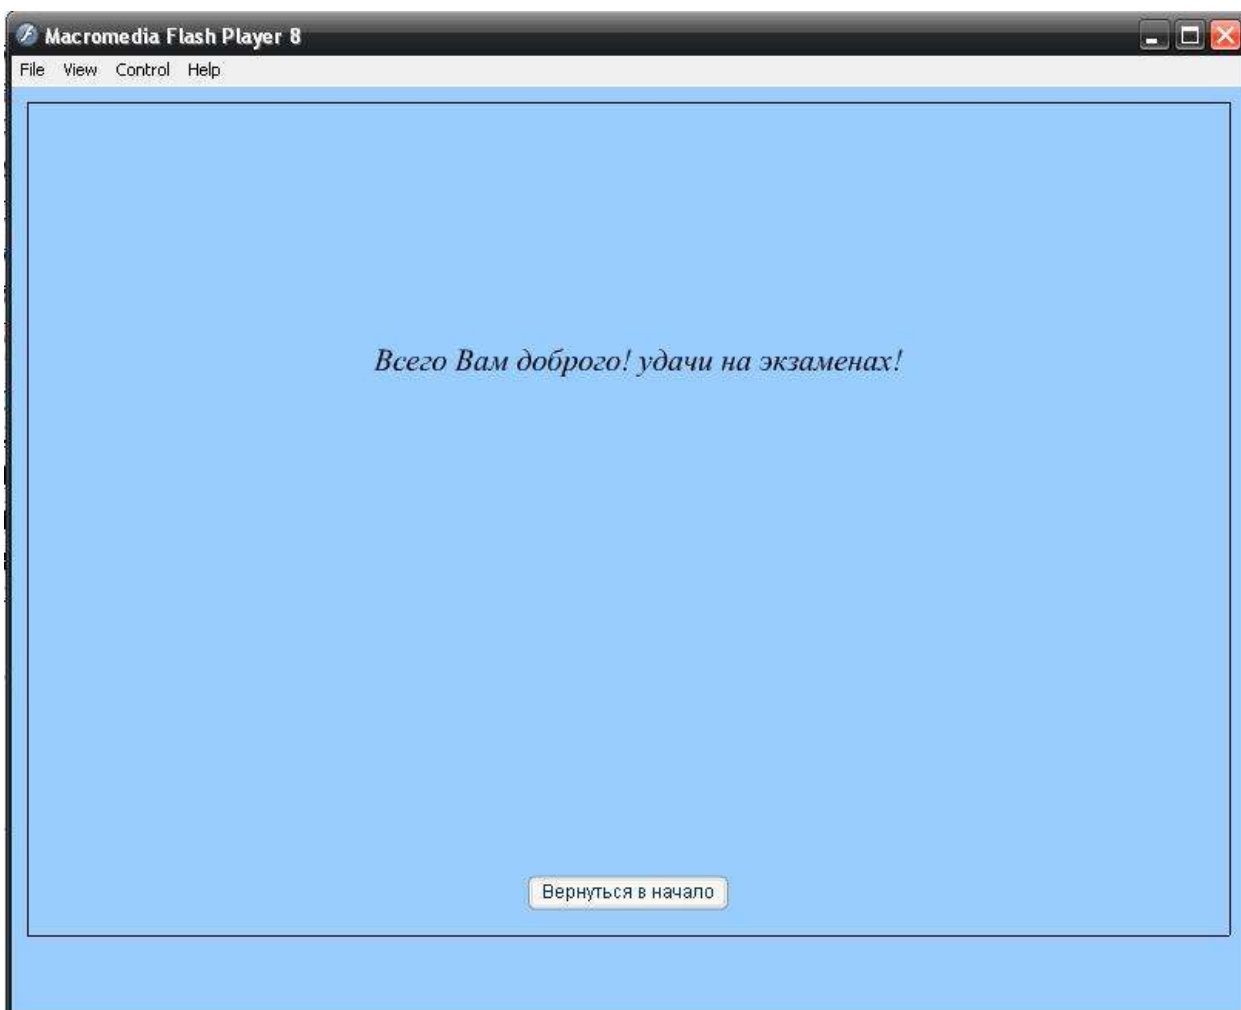 Macromedia Flash Player 8
File View Control Help
Всего Вам доброго! удачи на экзаменах!
Вернуться в начало